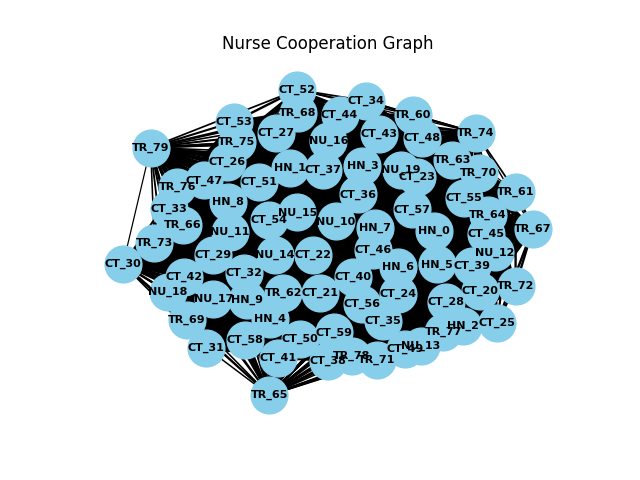 Nurse Cooperation Graph
CT_52
CT_34
TR_68
CT_44
TR_60
CT_53
CT_27
CT_43
TR_74
CT_48
NU_16
TR_75
TR_79
CT_26
TR_63
HN_1
HN_3
CT_37
NU_19
TR_70
CT_23
CT_47
CT_51
TR_76
TR_61
CT_36
CT_55
HN_8
CT_33
CT_57
NU_15
TR_64
CT_54
NU_10
TR_66
HN_7
TR_67
HN_0
NU_11
CT_45
TR_73
CT_46
NU_12
CT_29
NU_14
CT_22
CT_30
HN_5
HN_6
CT_39
CT_32
CT_42
CT_40
TR_72
CT_20
NU_18
TR_62
CT_21
CT_24
NU_17
HN_9
CT_28
CT_56
TR_69
HN_4
CT_35
CT_25
HN_2
TR_77
CT_59
CT_58
CT_50
NU_13
CT_31
CT_49
CT_41
TR_78
CT_38
TR_71
TR_65